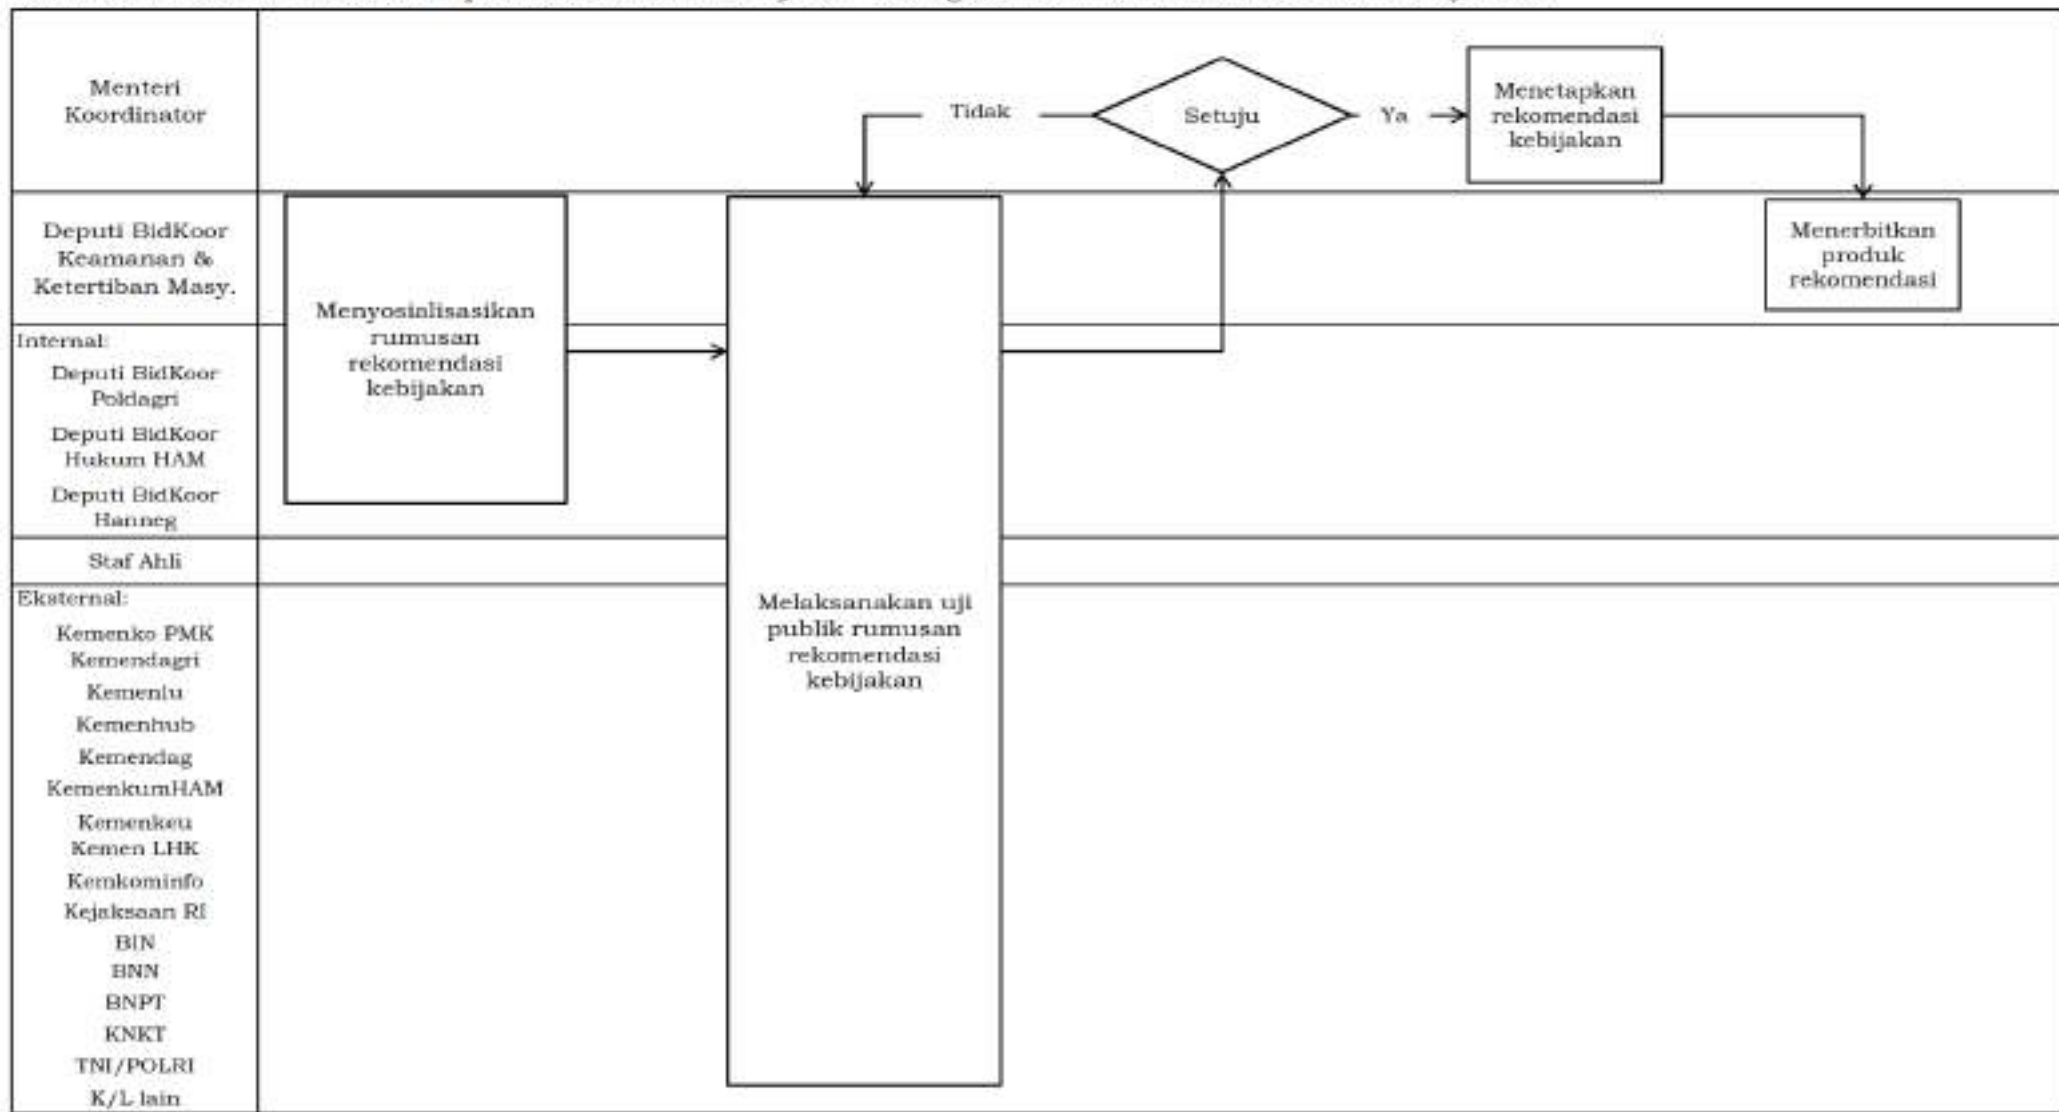 Menteri
Koordinator
Tidak
Setuju
Ya
Menetapkan
rekomendasi
kebijakan
Deputi BidKoor
Keamanan &
Ketertiban Masy.
Menerbitkan
produk
rekomendasi
Menyosialisasikan
rumusan
rekomendasi
kebijakan
Internal:
Deputi BidKoor
Poldagri
Deputi BidKoor
Hukum HAM
Deputi BidKoor
Hanneg
Staf Ahli
Melaksanakan uji
publik rumusan
rekomendasi
kebijakan
Eksternal:
Kemenko PMK
Kemendagri
Kemenlu
Kemenhub
Kemendag
KemenkumHAM
Kemenkeu
Kemen LHK
Kemkominfo
Kejaksaan RI
BIN
BNN
BNPT
KNKT
TNI/POLRI
K/L lain